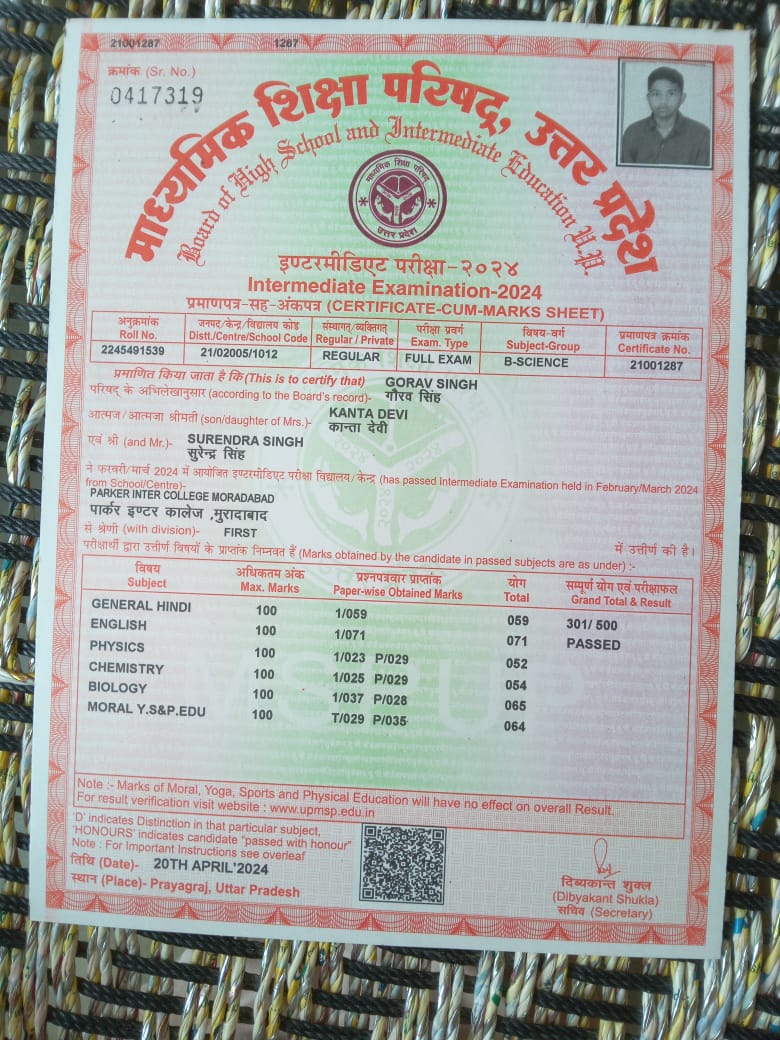 21001287 1287
क्रमांक (Sr. No.)
0417319
माध्यमिक शिक्षा परिषद्, उत्तर प्रदेश
Board of High School and Intermediate Education U.P.
माध्यमिक शिक्षा परिषद्
उत्तर प्रदेश
इण्टरमीडिएट परीक्षा-२०२४
Intermediate Examination-2024
प्रमाणपत्र-सह-अंकपत्र (CERTIFICATE-CUM-MARKS SHEET)
अनुक्रमांक जनपद/केन्द्र/विद्यालय कोड संस्थागत/व्यक्तिगत परीक्षा प्रवर्ग विषय-वर्ग प्रमाणपत्र क्रमांक
Roll No. Distt./Centre/School Code Regular / Private Exam. Type Subject-Group Certificate No.
2245491539 21/02005/1012 REGULAR FULL EXAM B-SCIENCE 21001287
प्रमाणित किया जाता है कि (This is to certify that) GORAV SINGH
परिषद् के अभिलेखानुसार (according to the Board's record)- गौरव सिंह
आत्मज/आत्मजा श्रीमती (son/daughter of Mrs.)- KANTA DEVI
कान्ता देवी
एवं श्री (and Mr.)- SURENDRA SINGH
सुरेन्द्र सिंह
ने फरवरी/मार्च 2024 में आयोजित इण्टरमीडिएट परीक्षा विद्यालय/केन्द्र (has passed Intermediate Examination held in February/March 2024
from School/Centre)-
PARKER INTER COLLEGE MORADABAD
पार्कर इण्टर कालेज ,मुरादाबाद
से श्रेणी (with division)- FIRST में उत्तीर्ण की है।
परीक्षार्थी द्वारा उत्तीर्ण विषयों के प्राप्तांक निम्नवत हैं (Marks obtained by the candidate in passed subjects are as under) :-
विषय अधिकतम अंक प्रश्नपत्रवार प्राप्तांक योग सम्पूर्ण योग एवं परीक्षाफल
Subject Max. Marks Paper-wise Obtained Marks Total Grand Total & Result
GENERAL HINDI 100 1/059 059 301/ 500
ENGLISH 100 1/071 071 PASSED
PHYSICS 100 1/023 P/029 052
CHEMISTRY 100 1/025 P/029 054
BIOLOGY 100 1/037 P/028 065
MORAL Y.S&P.EDU 100 T/029 P/035 064
Note :- Marks of Moral, Yoga, Sports and Physical Education will have no effect on overall Result.
For result verification visit website : www.upmsp.edu.in
'D' indicates Distinction in that particular subject,
'HONOURS' indicates candidate "passed with honour"
Note : For Important Instructions see overleaf
तिथि (Date)- 20TH APRIL'2024
स्थान (Place)- Prayagraj, Uttar Pradesh
दिब्यकान्त शुक्ल
(Dibyakant Shukla)
सचिव (Secretary)